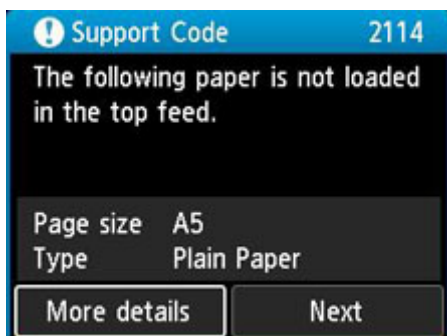 Support Code 2114
The following paper is not loaded
in the top feed.
Page size A5
Type Plain Paper
More details Next